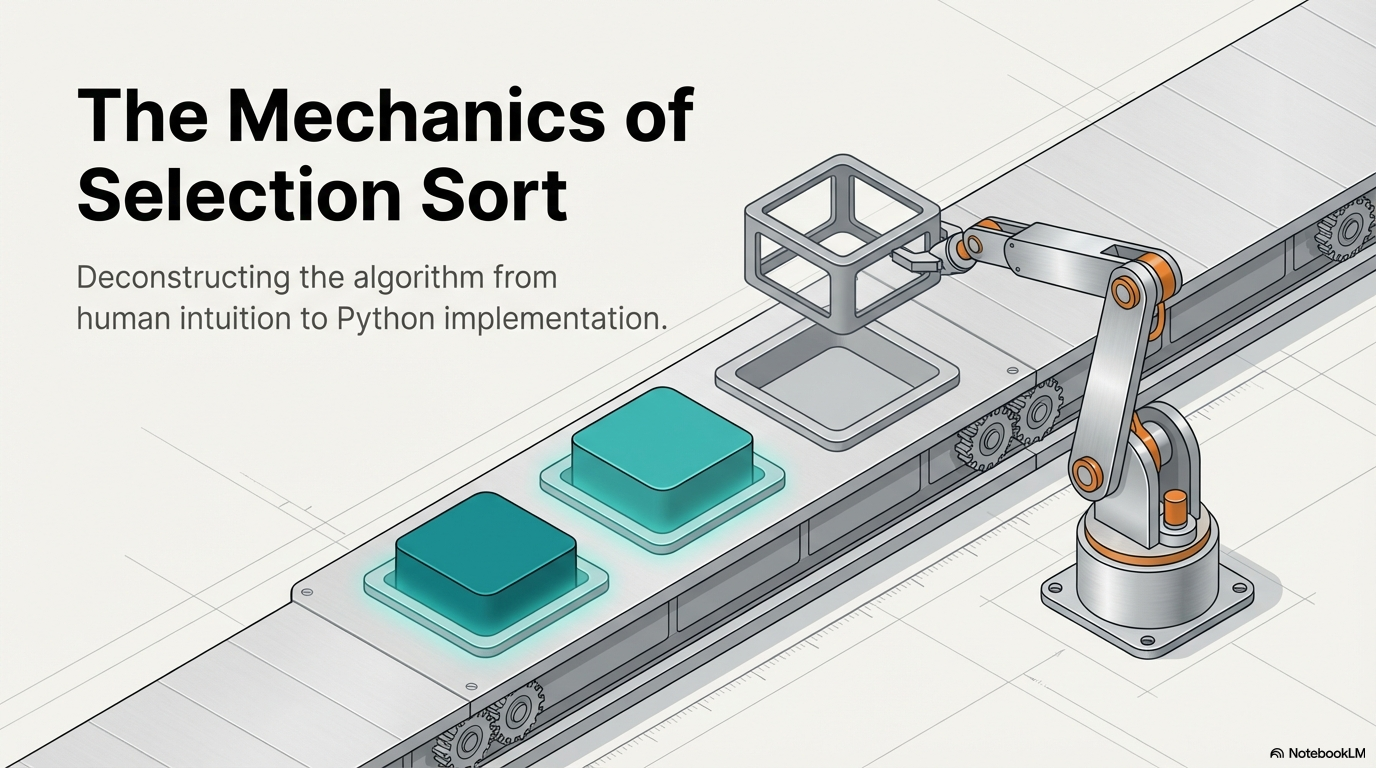 The Mechanics of
Selection Sort
Deconstructing the algorithm from
human intuition to Python implementation.
NotebookLM